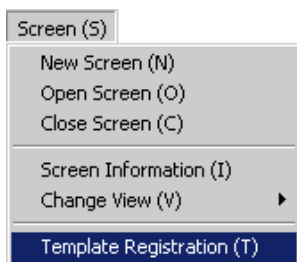 Screen (S)
New Screen (N)
Open Screen (O)
Close Screen (C)
Screen Information (I)
Change View (V)
Template Registration (T)